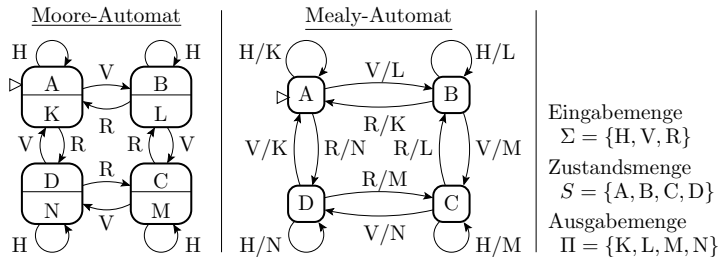 Moore-Automat
H H
V
A B
K L
R
V R R V
R
D C
N M
V
H H
Mealy-Automat
H/K H/L
V/L
A B
R/K
V/K R/N R/L V/M
R/M
D C
V/N
H/N H/M
Eingabemenge
Σ = {H, V, R}
Zustandsmenge
S = {A, B, C, D}
Ausgabemenge
Π = {K, L, M, N}